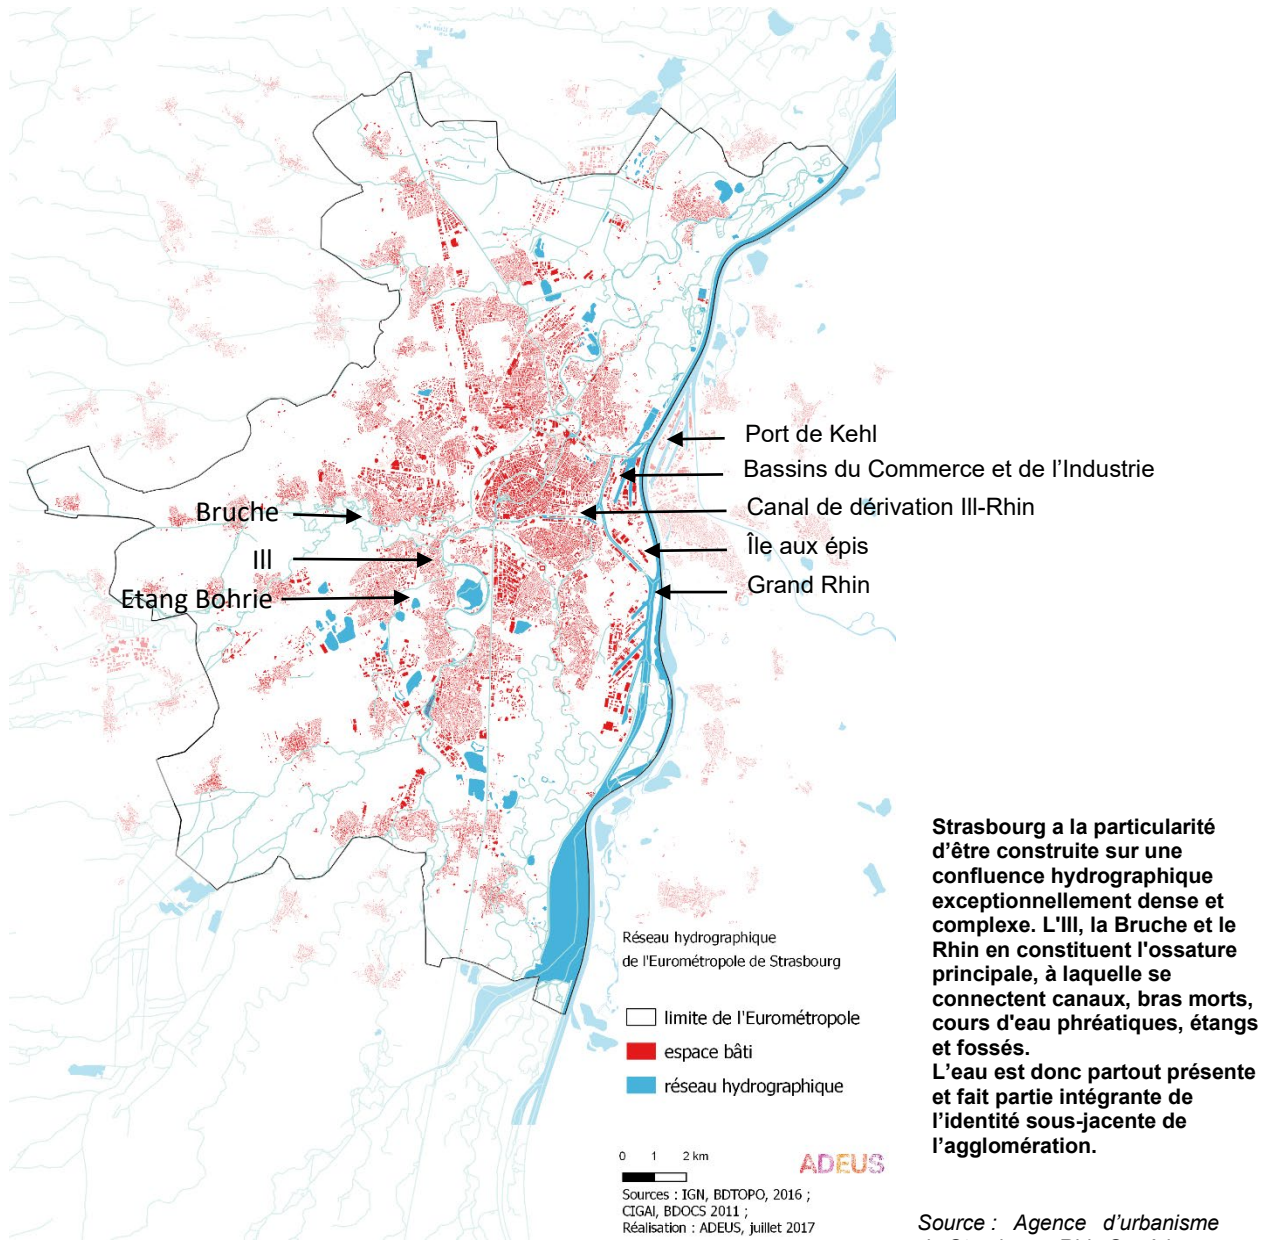 Port de Kehl
Bassins du Commerce et de l'Industrie
Canal de dérivation Ill-Rhin
Île aux épis
Grand Rhin
Bruche
Ill
Etang Bohrie
Réseau hydrographique
de l'Eurométropole de Strasbourg
limite de l'Eurométropole
espace bâti
réseau hydrographique
0 1 2 km
ADEUS
Sources : IGN, BDTOPO, 2016 ;
CIGAl, BDOCS 2011 ;
Réalisation : ADEUS, juillet 2017
Strasbourg a la particularité
d’être construite sur une
confluence hydrographique
exceptionnellement dense et
complexe. L'Ill, la Bruche et le
Rhin en constituent l'ossature
principale, à laquelle se
connectent canaux, bras morts,
cours d'eau phréatiques, étangs
et fossés.
L’eau est donc partout présente
et fait partie intégrante de
l’identité sous-jacente de
l’agglomération.
Source : Agence d’urbanisme